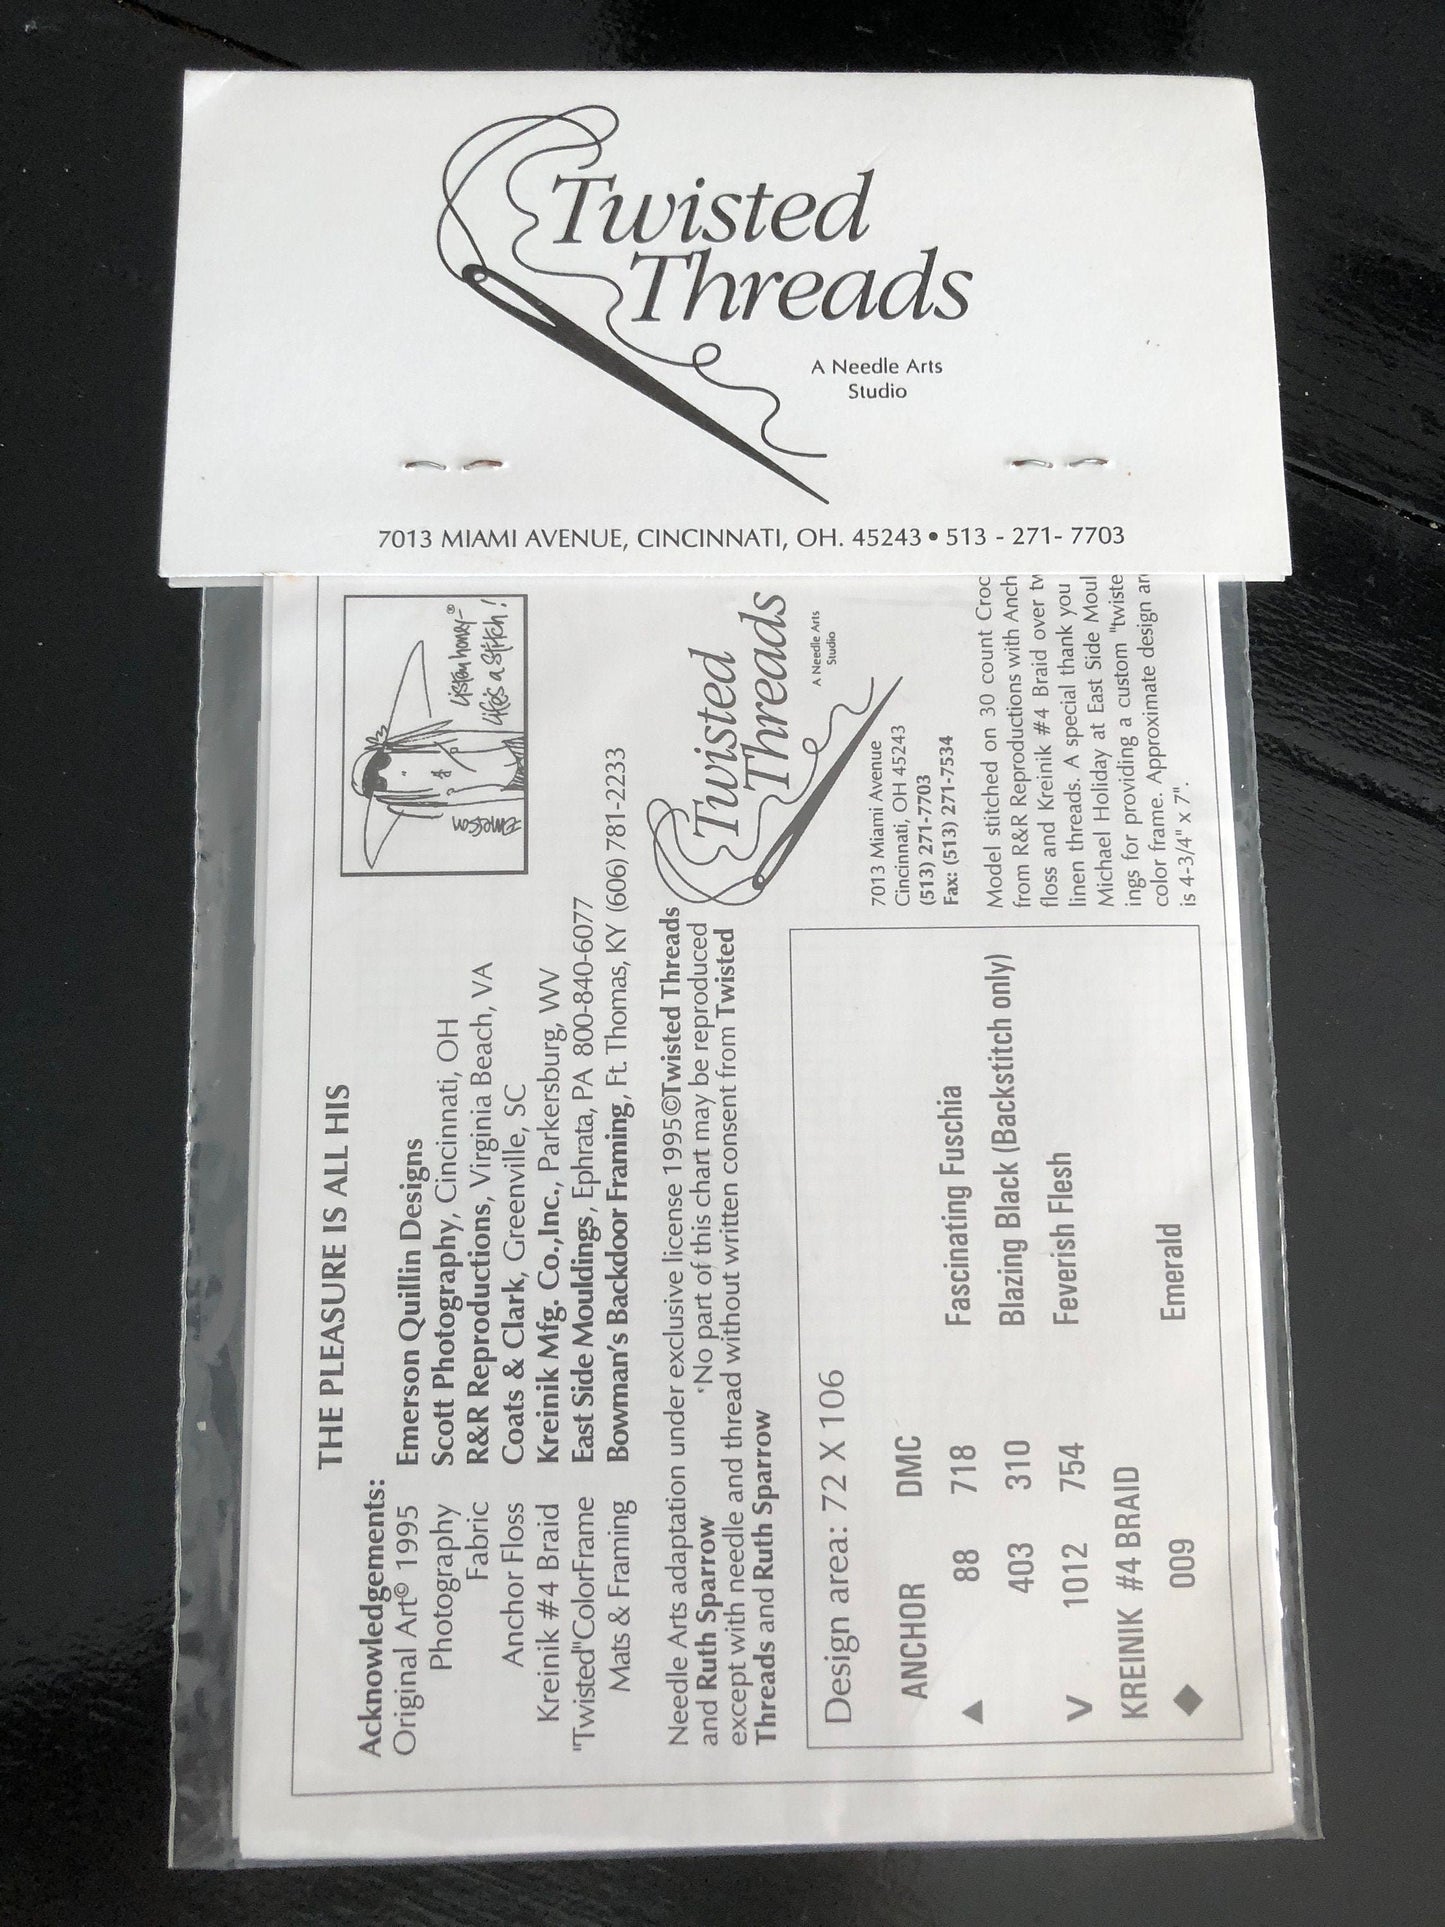 Twisted
Threads
A Needle Arts
Studio
7013 MIAMI AVENUE, CINCINNATI, OH. 45243 • 513 - 271- 7703
THE PLEASURE IS ALL HIS
Acknowledgements:
Original Art© 1995 Emerson Quillin Designs
Photography Scott Photography, Cincinnati, OH
Fabric R&R Reproductions, Virginia Beach, VA
Anchor Floss Coats & Clark, Greenville, SC
Kreinik #4 Braid Kreinik Mfg. Co.,Inc., Parkersburg, WV
"Twisted"ColorFrame East Side Mouldings, Ephrata, PA 800-840-6077
Mats & Framing Bowman's Backdoor Framing, Ft. Thomas, KY (606) 781-2233
Emerson
Listen honey-®
Life's a Stitch!
Needle Arts adaptation under exclusive license 1995©Twisted Threads
and Ruth Sparrow *No part of this chart may be reproduced
except with needle and thread without written consent from Twisted
Threads and Ruth Sparrow
Twisted
Threads
A Needle Arts
Studio
7013 Miami Avenue
Cincinnati, OH 45243
(513) 271-7703
Fax: (513) 271-7534
Design area: 72 X 106
ANCHOR DMC
▲ 88 718 Fascinating Fuschia
403 310 Blazing Black (Backstitch only)
V 1012 754 Feverish Flesh
KREINIK #4 BRAID
◆ 009 Emerald
Model stitched on 30 count Croc
from R&R Reproductions with Anch
floss and Kreinik #4 Braid over tw
linen threads. A special thank you
Michael Holiday at East Side Moul
ings for providing a custom "twiste
color frame. Approximate design
is 4-3/4" x 7".